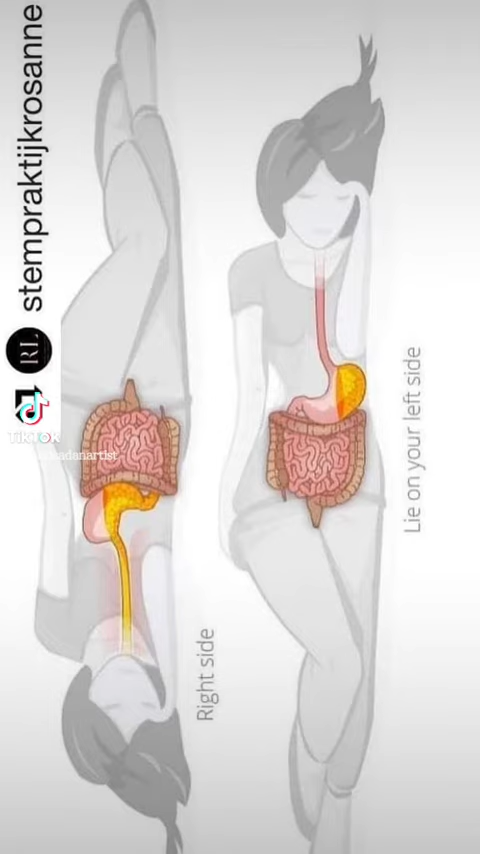 stempraktijkrosanne
RL
TIKTOK
Right side
Lie on your left side